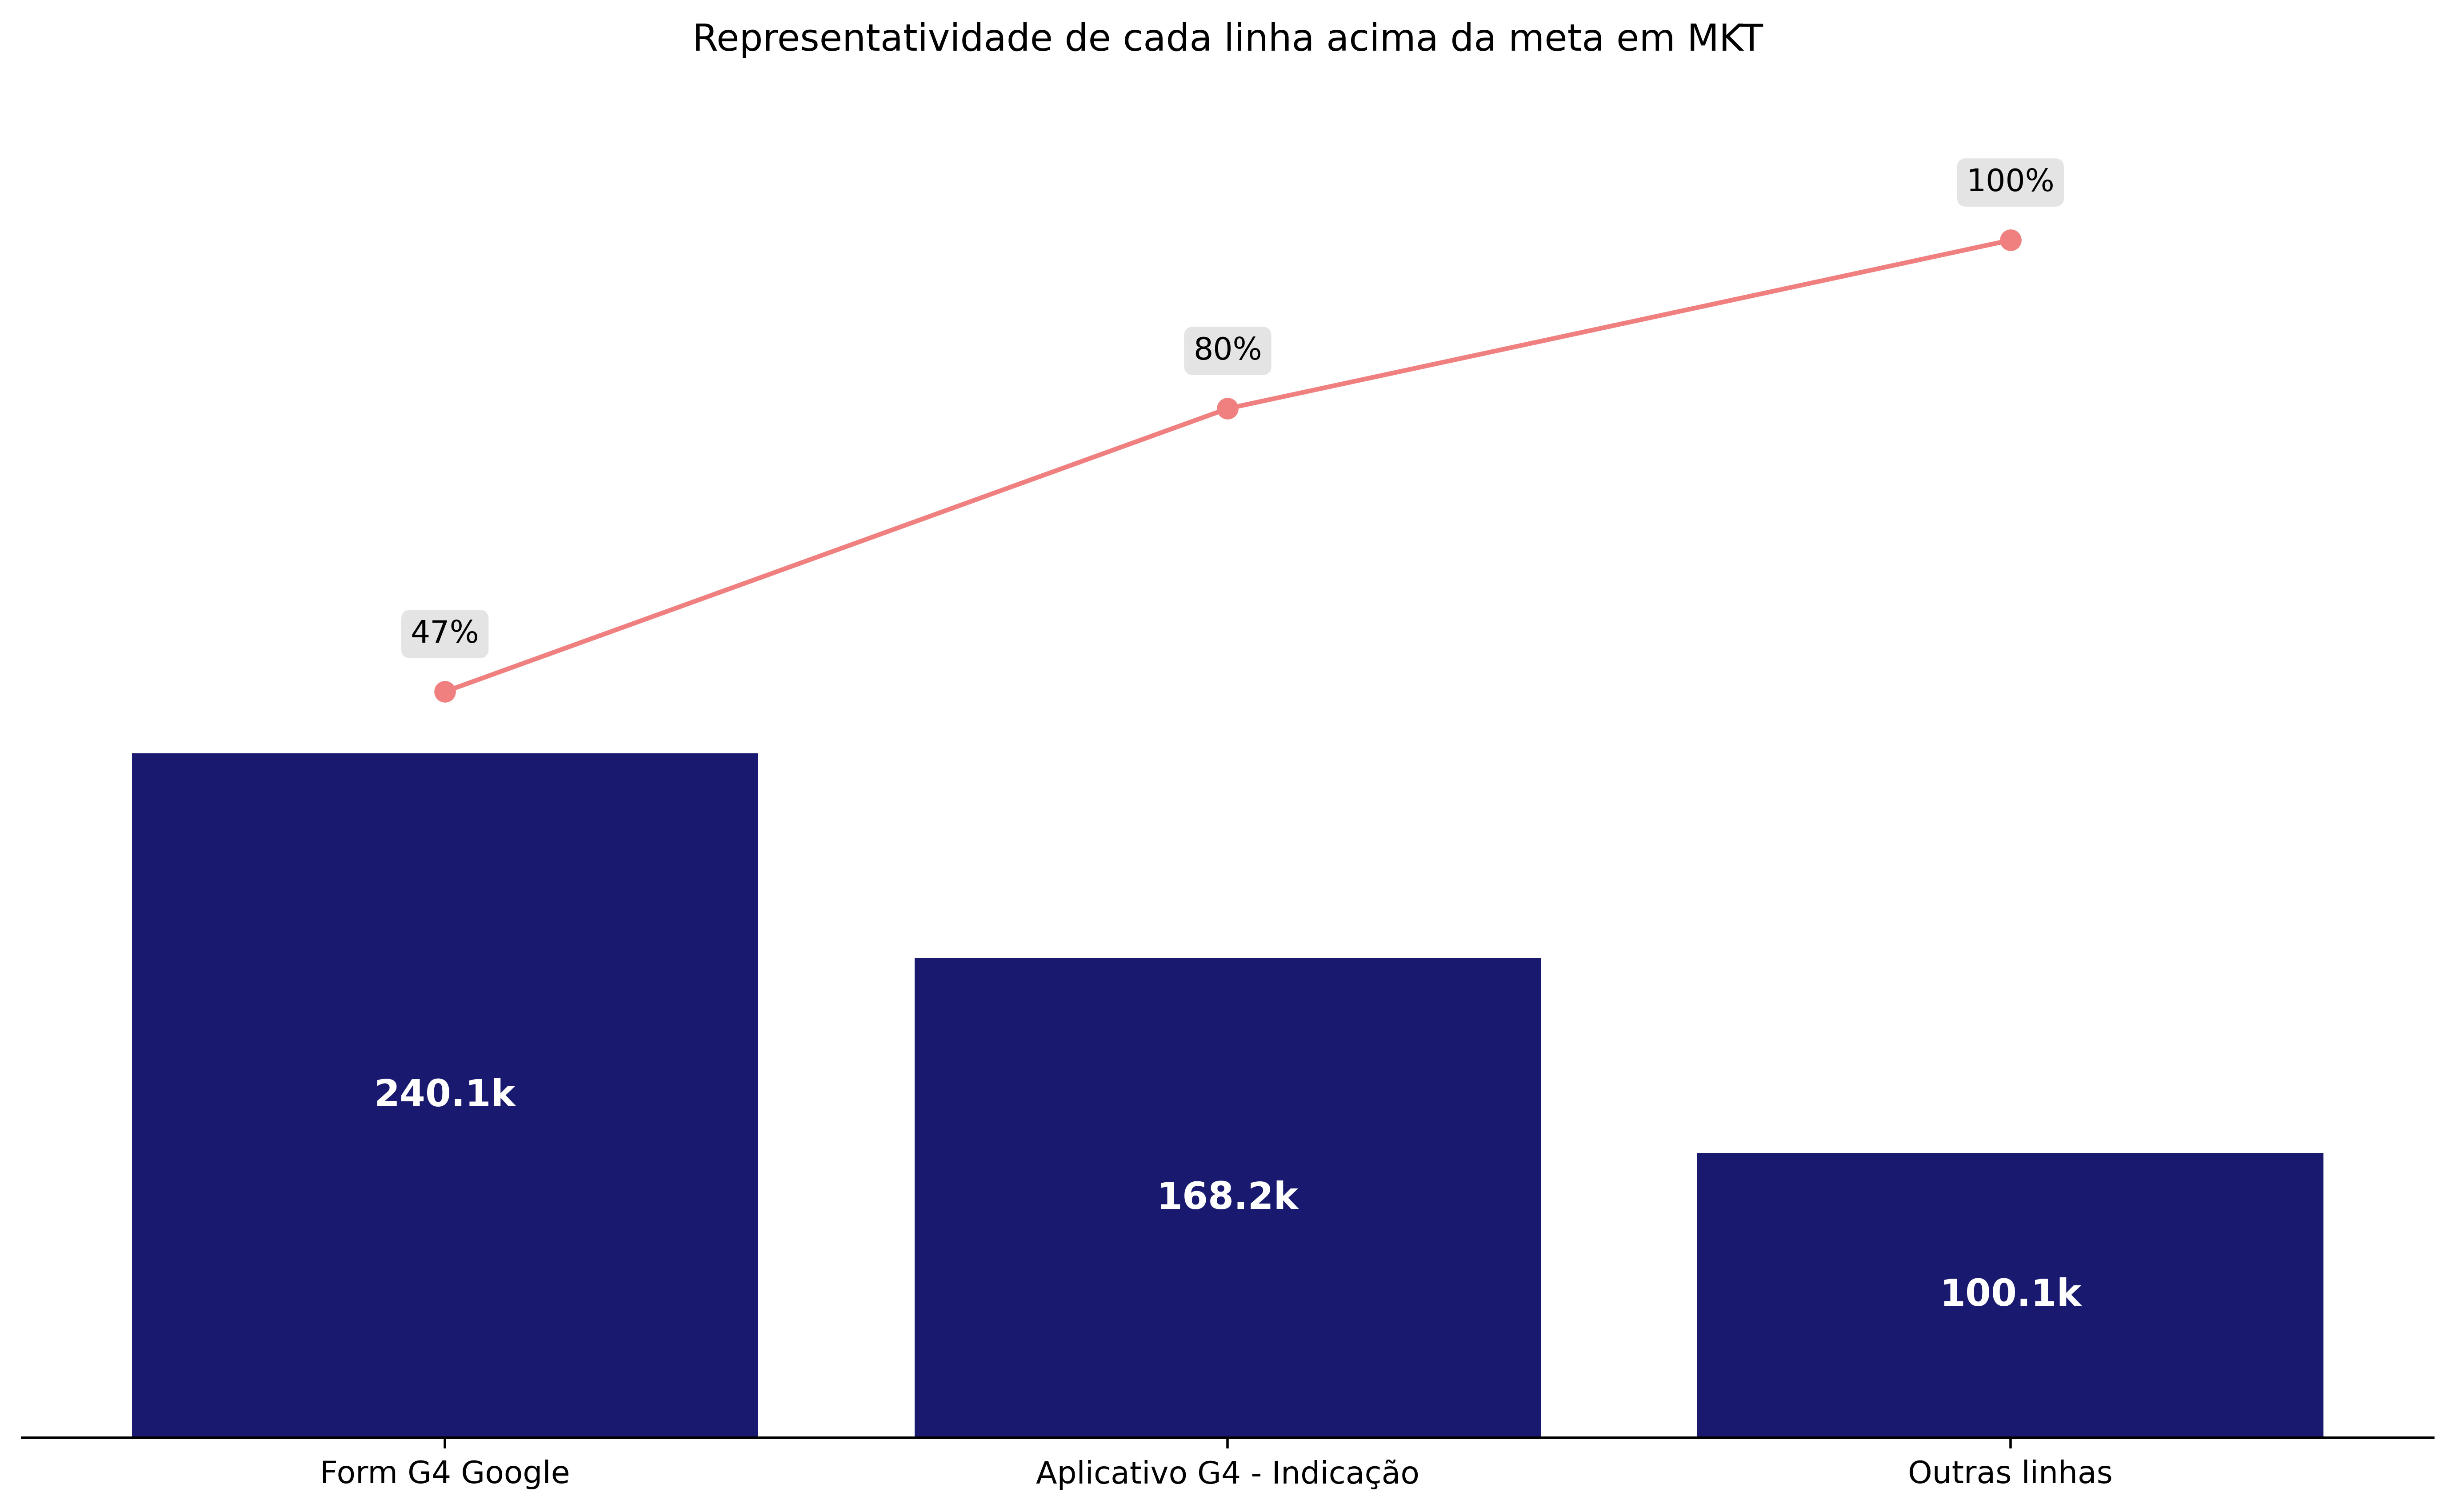 Representatividade de cada linha acima da meta em MKT
100%
80%
47%
240.1k
168.2k
100.1k
Form G4 Google
Aplicativo G4 - Indicação
Outras linhas